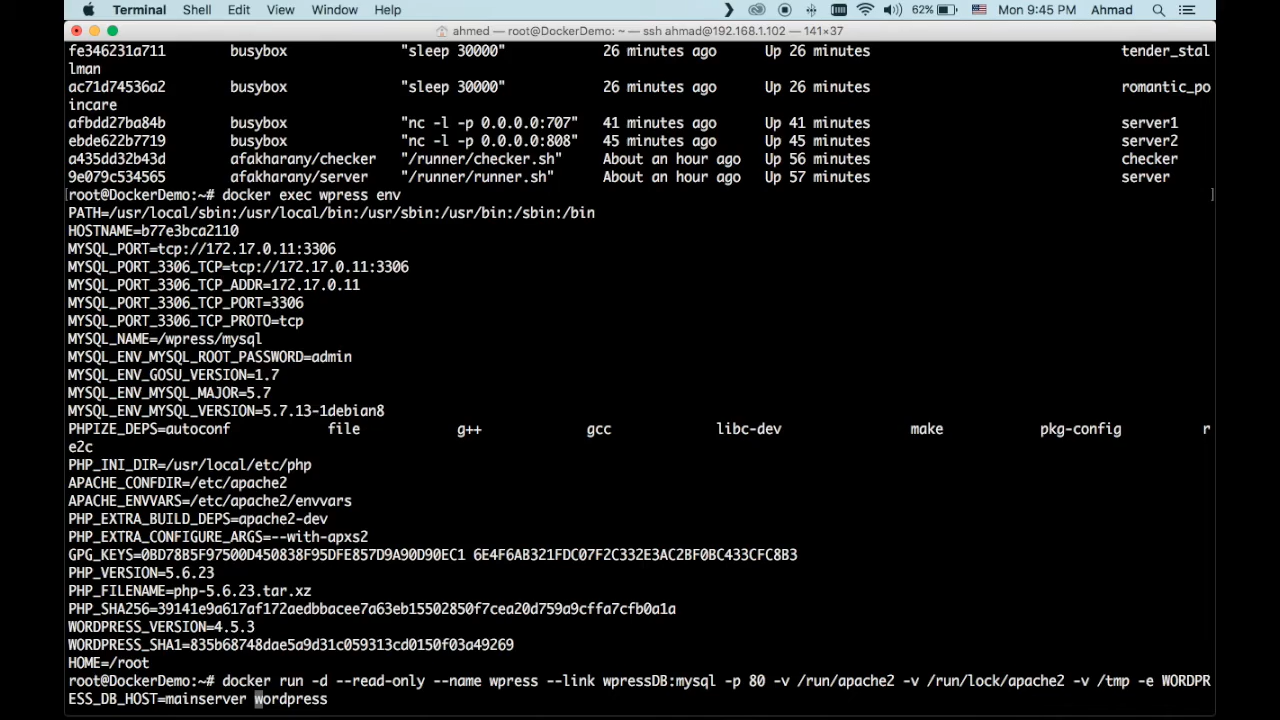 Terminal Shell Edit View Window Help 62% Mon 9:45 PM Ahmad
ahmed — root@DockerDemo: ~ — ssh ahmad@192.168.1.102 — 141×37
fe346231a711 busybox "sleep 30000" 26 minutes ago Up 26 minutes tender_stal
lman
ac71d74536a2 busybox "sleep 30000" 26 minutes ago Up 26 minutes romantic_po
incare
afbdd27ba84b busybox "nc -l -p 0.0.0.0:707" 41 minutes ago Up 41 minutes server1
ebde622b7719 busybox "nc -l -p 0.0.0.0:808" 45 minutes ago Up 45 minutes server2
a435dd32b43d afakharany/checker "/runner/checker.sh" About an hour ago Up 56 minutes checker
9e079c534565 afakharany/server "/runner/runner.sh" About an hour ago Up 57 minutes server
[root@DockerDemo:~# docker exec wpress env ]
PATH=/usr/local/sbin:/usr/local/bin:/usr/sbin:/usr/bin:/sbin:/bin
HOSTNAME=b77e3bca2110
MYSQL_PORT=tcp://172.17.0.11:3306
MYSQL_PORT_3306_TCP=tcp://172.17.0.11:3306
MYSQL_PORT_3306_TCP_ADDR=172.17.0.11
MYSQL_PORT_3306_TCP_PORT=3306
MYSQL_PORT_3306_TCP_PROTO=tcp
MYSQL_NAME=/wpress/mysql
MYSQL_ENV_MYSQL_ROOT_PASSWORD=admin
MYSQL_ENV_GOSU_VERSION=1.7
MYSQL_ENV_MYSQL_MAJOR=5.7
MYSQL_ENV_MYSQL_VERSION=5.7.13-1debian8
PHPIZE_DEPS=autoconf file g++ gcc libc-dev make pkg-config r
e2c
PHP_INI_DIR=/usr/local/etc/php
APACHE_CONFDIR=/etc/apache2
APACHE_ENVVARS=/etc/apache2/envvars
PHP_EXTRA_BUILD_DEPS=apache2-dev
PHP_EXTRA_CONFIGURE_ARGS=--with-apxs2
GPG_KEYS=0BD78B5F97500D450838F95DFE857D9A90D90EC1 6E4F6AB321FDC07F2C332E3AC2BF0BC433CFC8B3
PHP_VERSION=5.6.23
PHP_FILENAME=php-5.6.23.tar.xz
PHP_SHA256=39141e9a617af172aedbbacee7a63eb15502850f7cea20d759a9cffa7cfb0a1a
WORDPRESS_VERSION=4.5.3
WORDPRESS_SHA1=835b68748dae5a9d31c059313cd0150f03a49269
HOME=/root
root@DockerDemo:~# docker run -d --read-only --name wpress --link wpressDB:mysql -p 80 -v /run/apache2 -v /run/lock/apache2 -v /tmp -e WORDPR
ESS_DB_HOST=mainserver wordpress